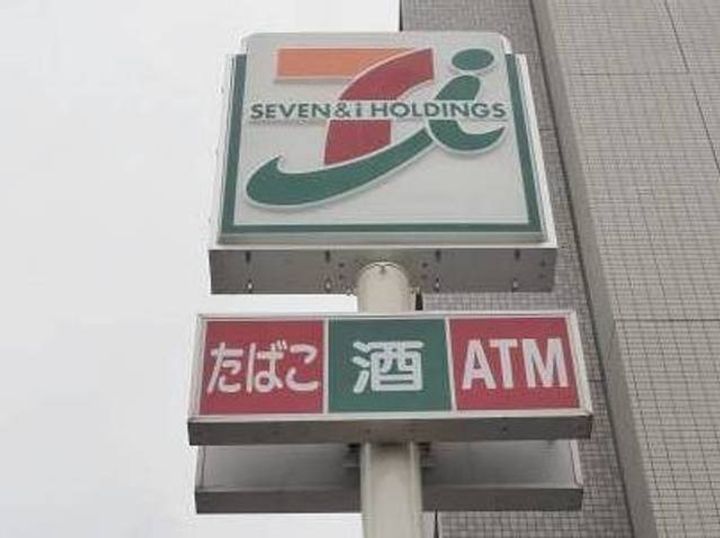 SEVEN&i HOLDINGS
たばこ 酒 ATM